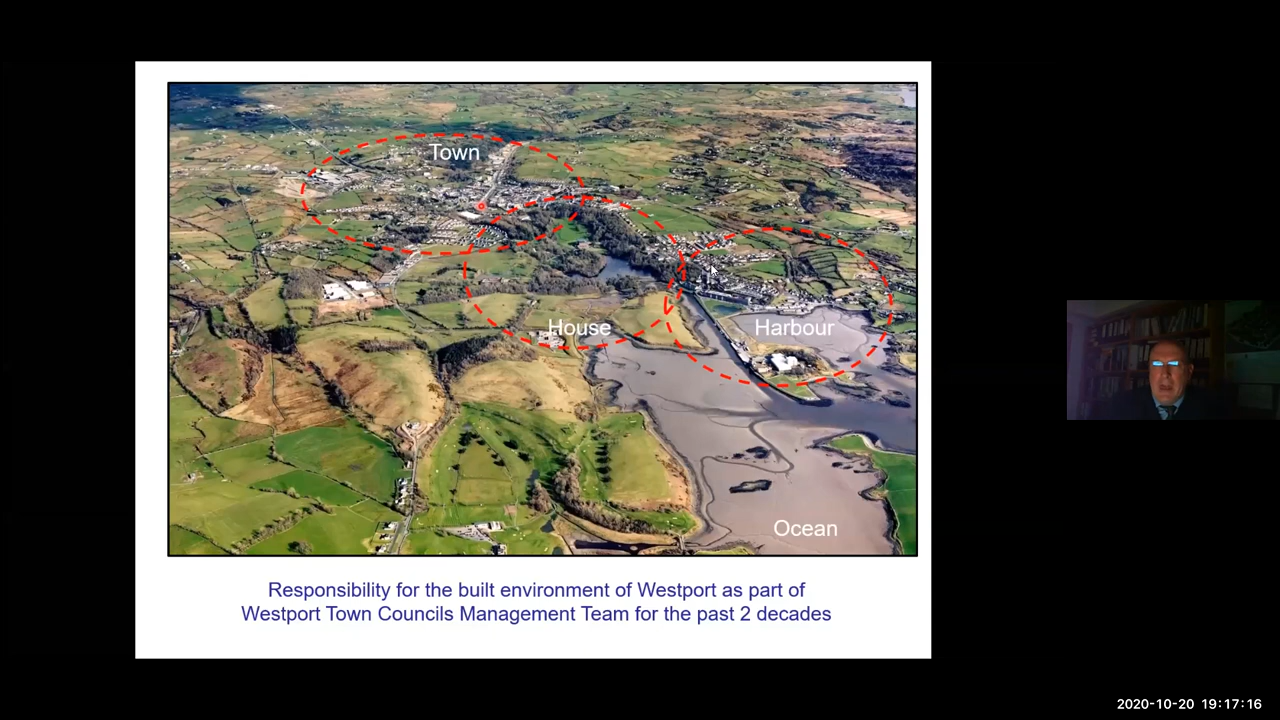 Town
House
Harbour
Ocean
Responsibility for the built environment of Westport as part of
Westport Town Councils Management Team for the past 2 decades
2020-10-20 19:17:16